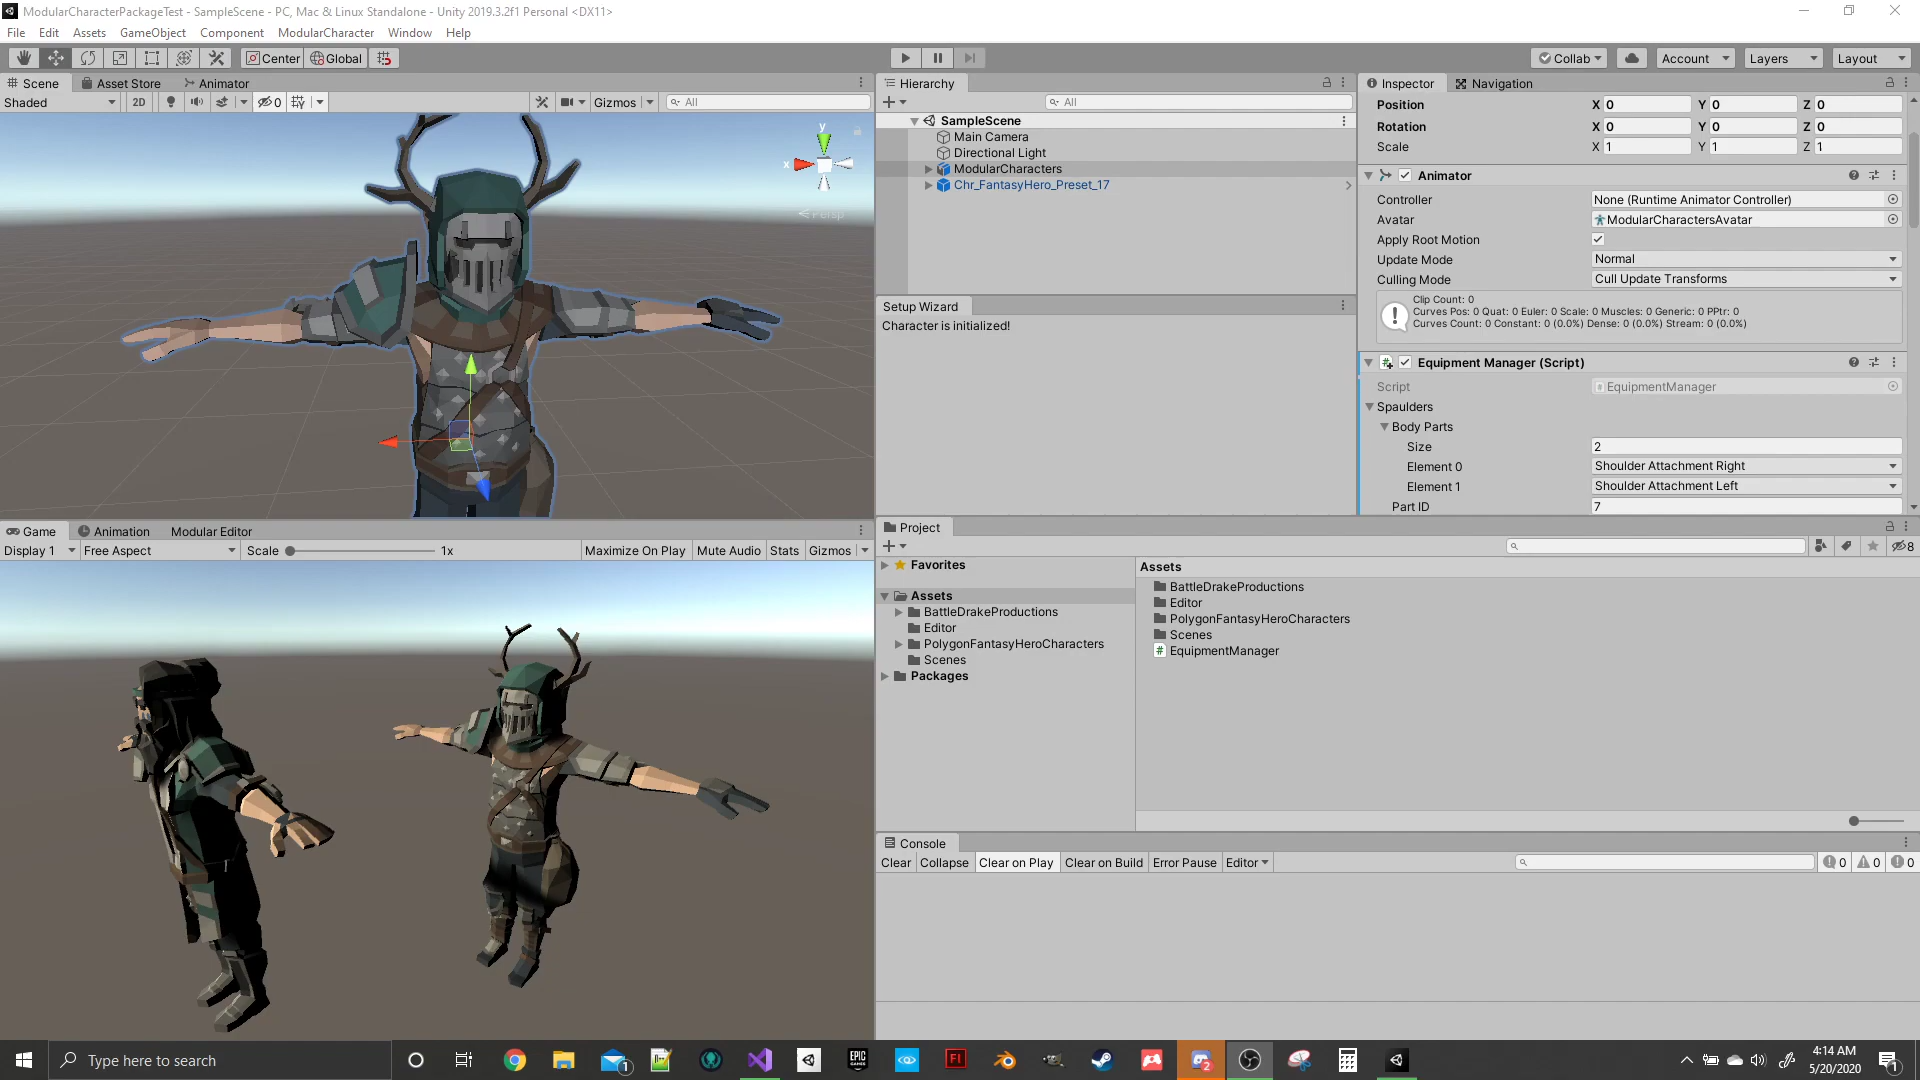 ModularCharacterPackageTest - SampleScene - PC, Mac & Linux Standalone - Unity 2019.3.2f1 Personal <DX11>
File Edit Assets GameObject Component ModularCharacter Window Help
Center Global Collab Account Layers Layout
Scene Asset Store Animator
Shaded 2D 0 Gizmos All
y
x
Persp
Hierarchy
All
SampleScene
Main Camera
Directional Light
ModularCharacters
Chr_FantasyHero_Preset_17
Setup Wizard
Character is initialized!
Inspector Navigation
Position X 0 Y 0 Z 0
Rotation X 0 Y 0 Z 0
Scale X 1 Y 1 Z 1
Animator
Controller None (Runtime Animator Controller)
Avatar ModularCharactersAvatar
Apply Root Motion
Update Mode Normal
Culling Mode Cull Update Transforms
Clip Count: 0
Curves Pos: 0 Quat: 0 Euler: 0 Scale: 0 Muscles: 0 Generic: 0 PPtr: 0
Curves Count: 0 Constant: 0 (0.0%) Dense: 0 (0.0%) Stream: 0 (0.0%)
Equipment Manager (Script)
Script EquipmentManager
Spaulders
Body Parts
Size 2
Element 0 Shoulder Attachment Right
Element 1 Shoulder Attachment Left
Part ID 7
Game Animation Modular Editor
Display 1 Free Aspect Scale 1x Maximize On Play Mute Audio Stats Gizmos
Project
8
Favorites
Assets
BattleDrakeProductions
Editor
PolygonFantasyHeroCharacters
Scenes
Packages
Assets
BattleDrakeProductions
Editor
PolygonFantasyHeroCharacters
Scenes
EquipmentManager
Console
Clear Collapse Clear on Play Clear on Build Error Pause Editor 0 0 0
Type here to search
1
EPIC GAMES
Fl
2
4:14 AM
5/20/2020
1